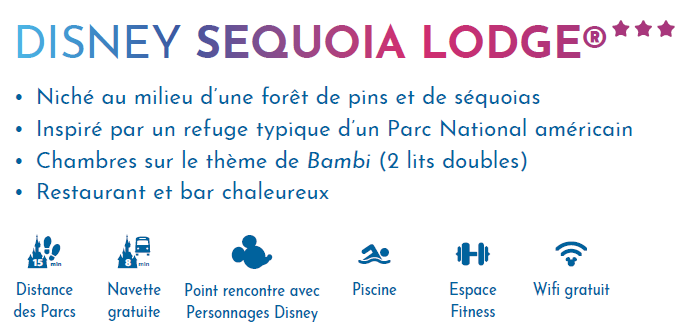 DISNEY SEQUOIA LODGE®★★★
• Niché au milieu d'une forêt de pins et de séquoias
• Inspiré par un refuge typique d'un Parc National américain
• Chambres sur le thème de Bambi (2 lits doubles)
• Restaurant et bar chaleureux
15 min
8 min
Distance des Parcs
Navette gratuite
Point rencontre avec Personnages Disney
Piscine
Espace Fitness
Wifi gratuit